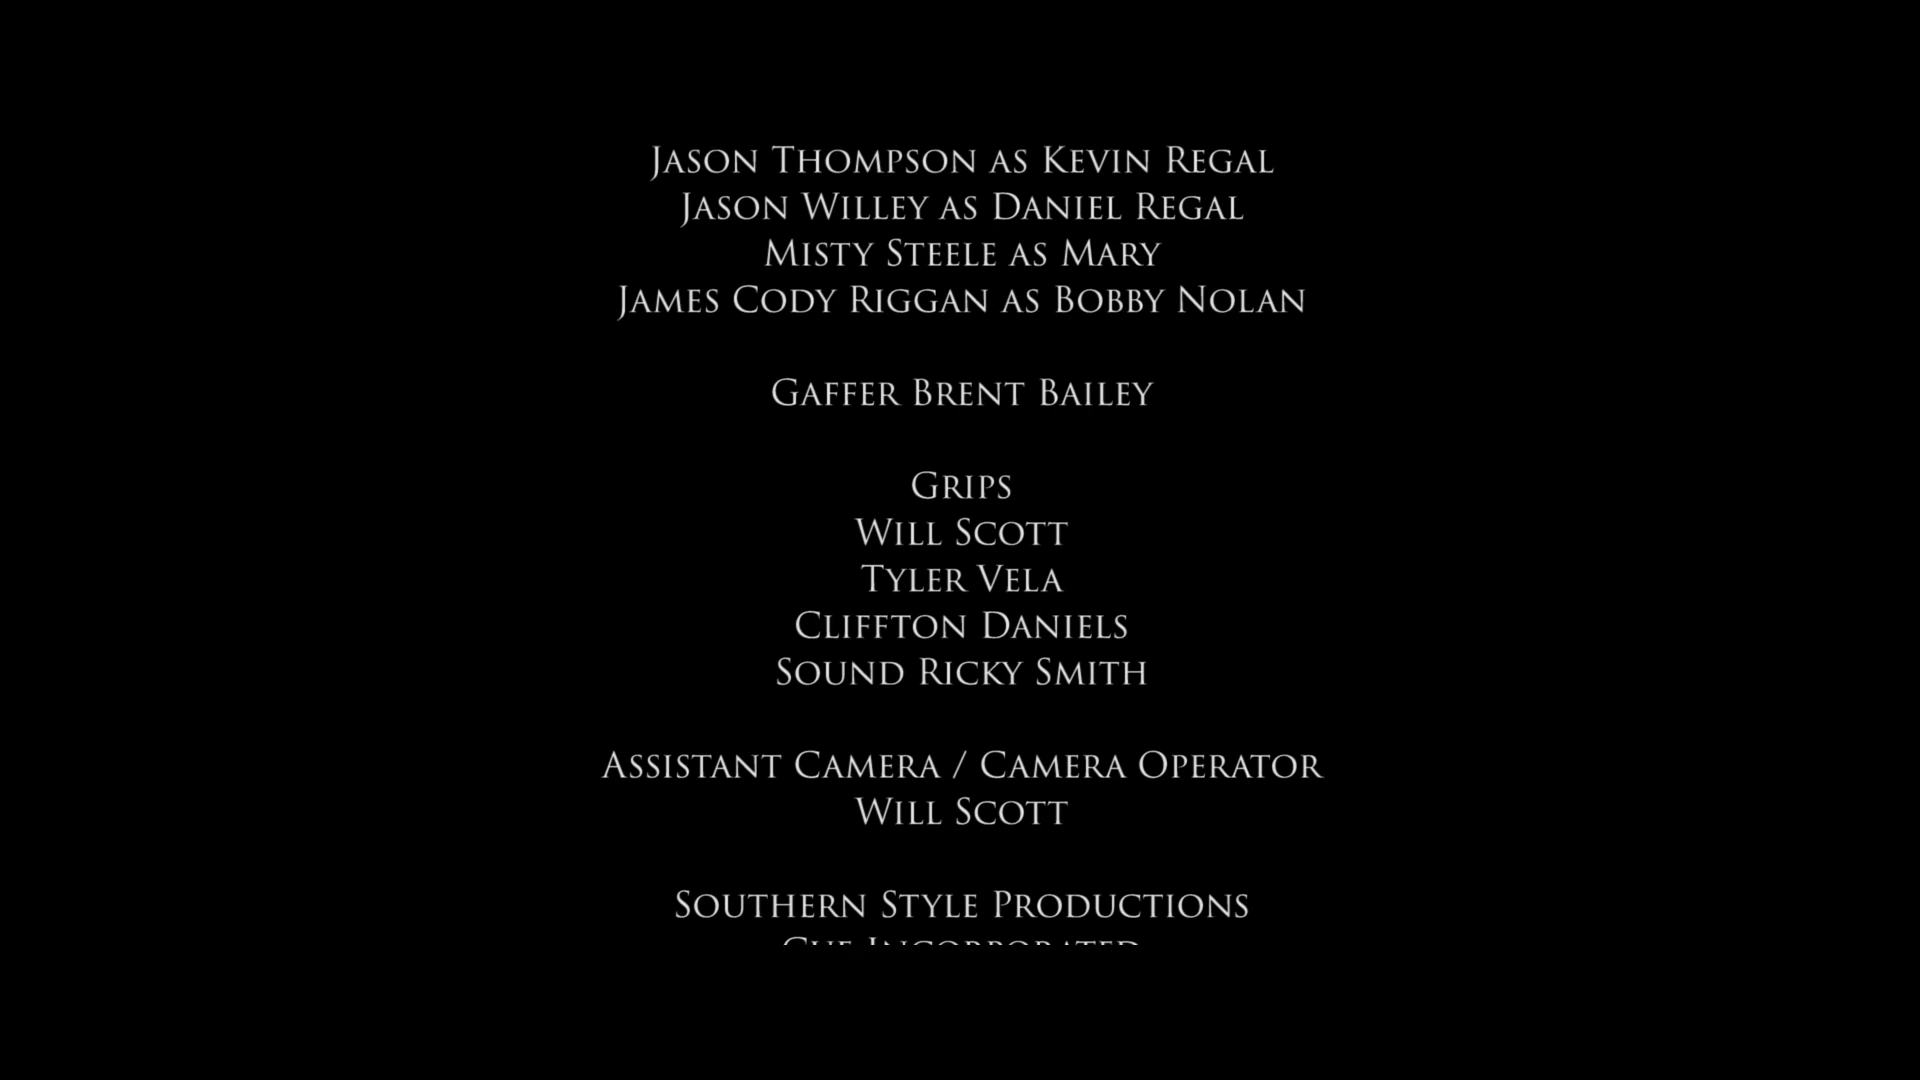 Jason Thompson as Kevin Regal
Jason Willey as Daniel Regal
Misty Steele as Mary
James Cody Riggan as Bobby Nolan
Gaffer Brent Bailey
Grips
Will Scott
Tyler Vela
Cliffton Daniels
Sound Ricky Smith
Assistant Camera / Camera Operator
Will Scott
Southern Style Productions
Incorporated